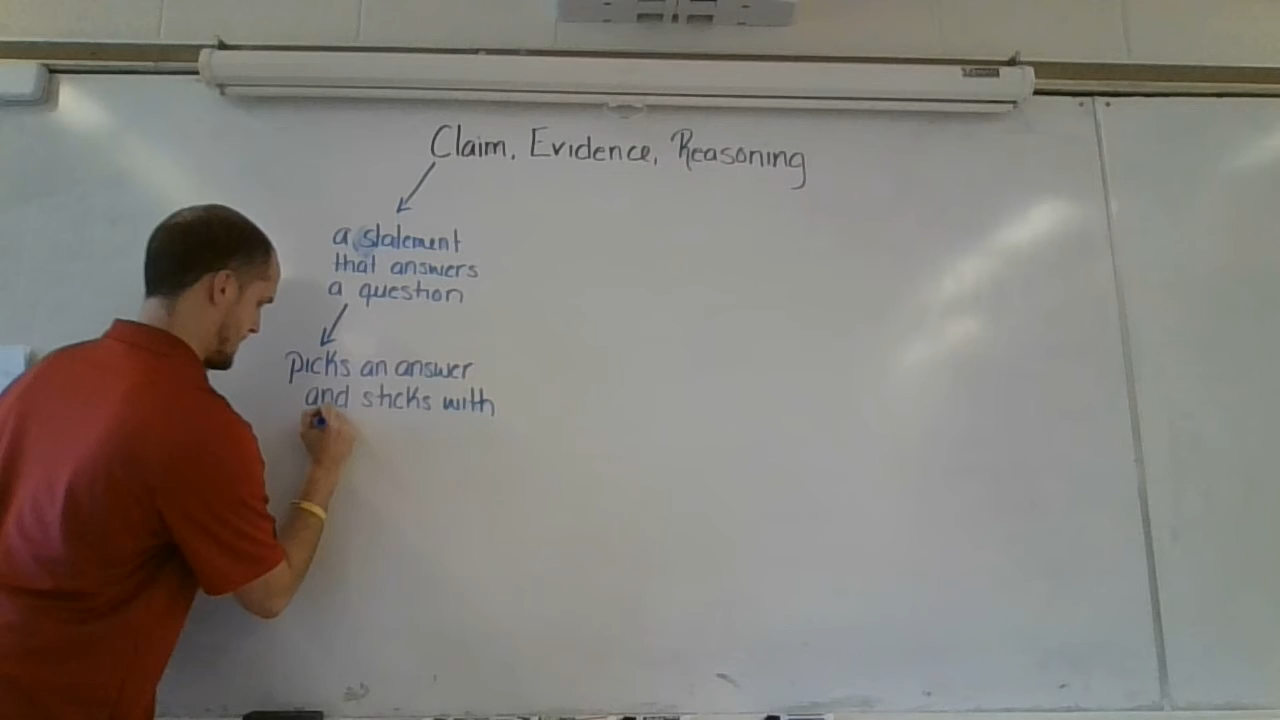 Claim, Evidence, Reasoning
a statement
that answers
a question
picks an answer
and sticks with